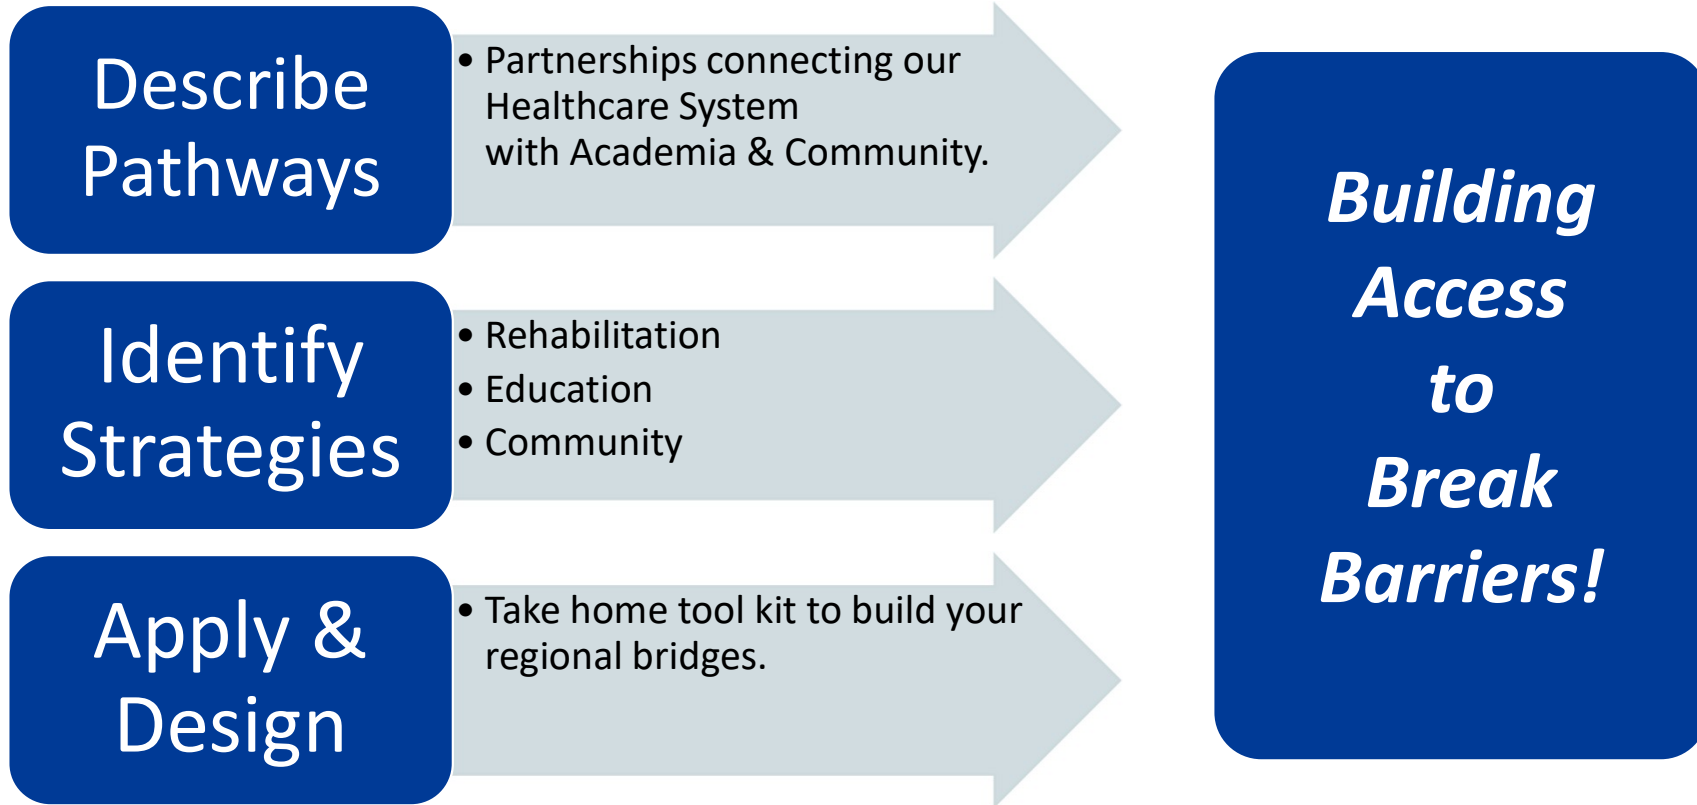 Describe
Pathways
• Partnerships connecting our
Healthcare System
with Academia & Community.
Identify
Strategies
• Rehabilitation
• Education
• Community
Apply &
Design
• Take home tool kit to build your
regional bridges.
Building
Access
to
Break
Barriers!